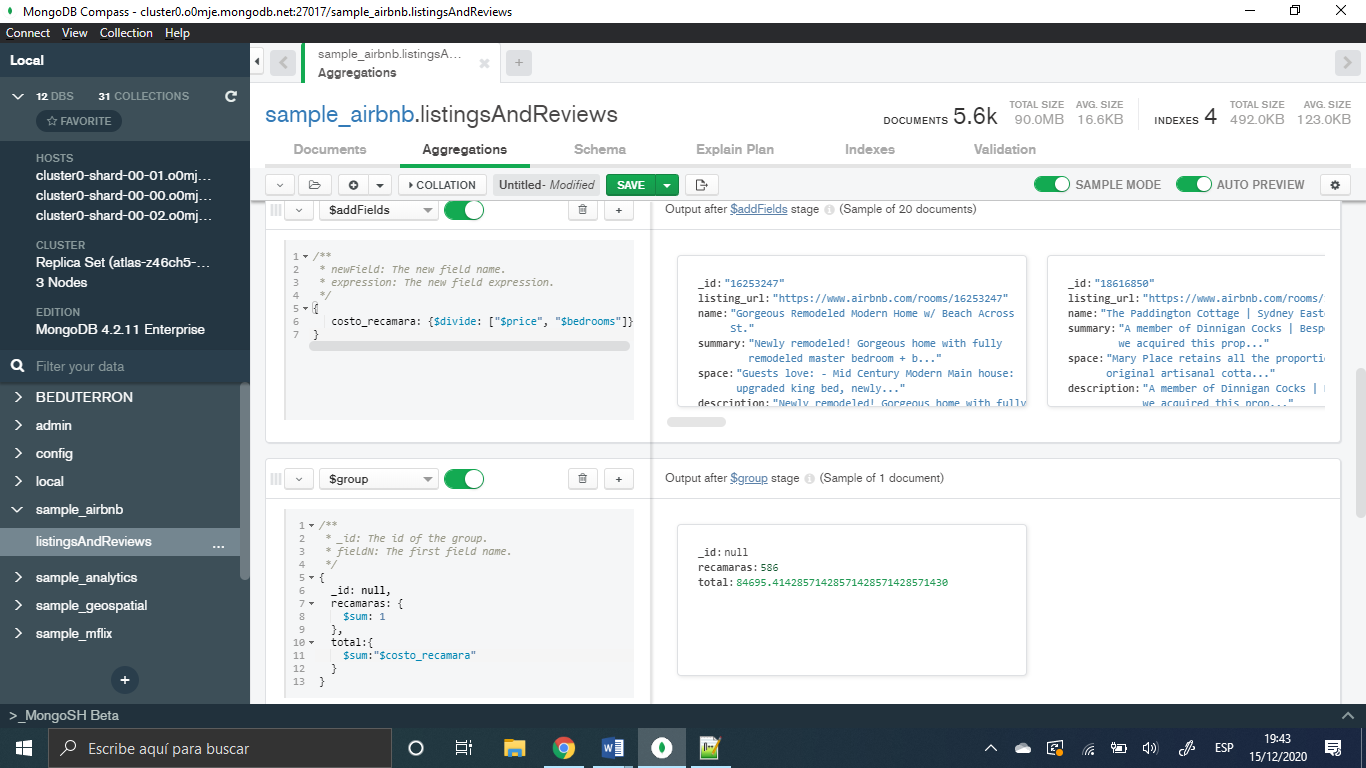 MongoDB Compass - cluster0.o0mje.mongodb.net:27017/sample_airbnb.listingsAndReviews
Connect View Collection Help
Local
12 DBS 31 COLLECTIONS
FAVORITE
HOSTS
cluster0-shard-00-01.o0mj...
cluster0-shard-00-00.o0mj...
cluster0-shard-00-02.o0mj...
CLUSTER
Replica Set (atlas-z46ch5-...
3 Nodes
EDITION
MongoDB 4.2.11 Enterprise
Filter your data
BEDUTERRON
admin
config
local
sample_airbnb
listingsAndReviews ...
sample_analytics
sample_geospatial
sample_mflix
+
sample_airbnb.listingsA...
Aggregations
+
sample_airbnb.listingsAndReviews
DOCUMENTS 5.6k TOTAL SIZE 90.0MB AVG. SIZE 16.6KB INDEXES 4 TOTAL SIZE 492.0KB AVG. SIZE 123.0KB
Documents Aggregations Schema Explain Plan Indexes Validation
COLLATION Untitled- Modified SAVE SAMPLE MODE AUTO PREVIEW
$addFields +
Output after $addFields stage (Sample of 20 documents)
1 /**
2 * newField: The new field name.
3 * expression: The new field expression.
4 */
5 {
6 costo_recamara: {$divide: ["$price", "$bedrooms"]}
7 }
_id: "16253247"
listing_url: "https://www.airbnb.com/rooms/16253247"
name: "Gorgeous Remodeled Modern Home w/ Beach Across
St."
summary: "Newly remodeled! Gorgeous home with fully
remodeled master bedroom + b..."
space: "Guests love: - Mid Century Modern Main house:
upgraded king bed, newly..."
description: "Newly remodeled! Gorgeous home with fully
_id: "18616850"
listing_url: "https://www.airbnb.com/rooms/
name: "The Paddington Cottage | Sydney East
summary: "A member of Dinnigan Cocks | Besp
we acquired this prop..."
space: "Mary Place retains all the proporti
original artisanal cotta..."
description: "A member of Dinnigan Cocks |
we acquired this prop..."
$group +
Output after $group stage (Sample of 1 document)
1 /**
2 * _id: The id of the group.
3 * fieldN: The first field name.
4 */
5 {
6 _id: null,
7 recamaras: {
8 $sum: 1
9 },
10 total:{
11 $sum:"$costo_recamara"
12 }
13 }
_id: null
recamaras: 586
total: 84695.41428571428571428571428571430
>_MongoSH Beta
Escribe aquí para buscar
ESP
19:43
15/12/2020